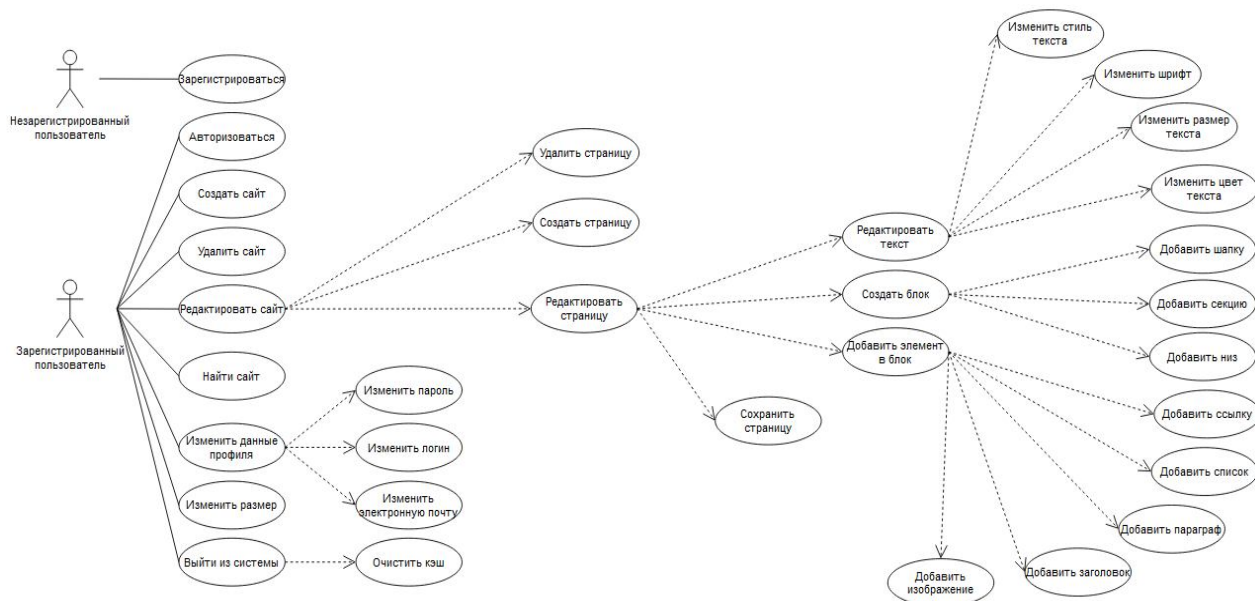 Изменить стиль
текста
Зарегистрироваться
Изменить шрифт
Незарегистрированный
пользователь
Авторизоваться
Изменить размер
текста
Удалить страницу
Создать сайт
Изменить цвет
текста
Создать страницу
Редактировать
текст
Удалить сайт
Добавить шапку
Редактировать сайт
Редактировать
страницу
Создать блок
Добавить секцию
Зарегистрированный
пользователь
Добавить элемент
в блок
Добавить низ
Найти сайт
Изменить пароль
Сохранить
страницу
Добавить ссылку
Изменить данные
профиля
Изменить логин
Добавить список
Изменить размер
Изменить
электронную почту
Добавить параграф
Выйти из системы
Очистить кэш
Добавить
изображение
Добавить заголовок